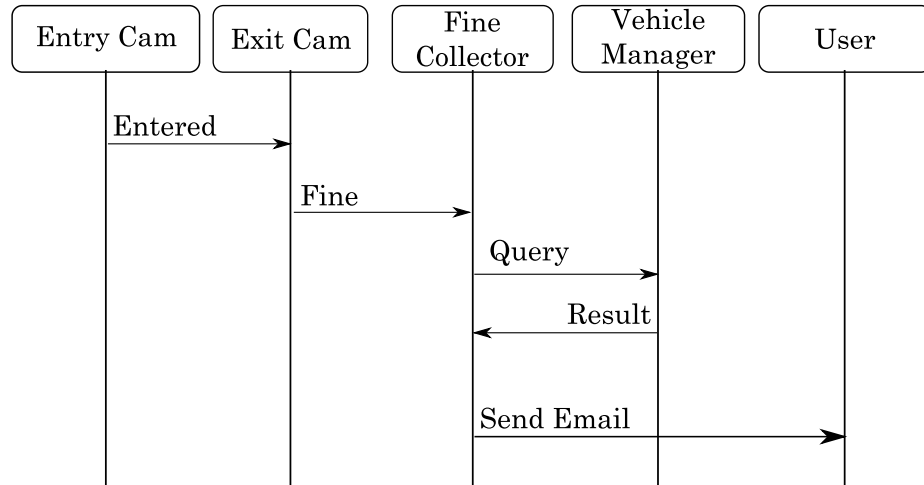 Entry Cam
Exit Cam
Fine
Collector
Vehicle
Manager
User
Entered
Fine
Query
Result
Send Email